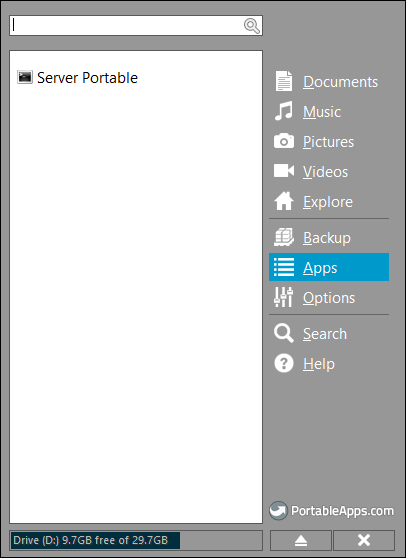 Server Portable
Documents
Music
Pictures
Videos
Explore
Backup
Apps
Options
Search
Help
PortableApps.com
Drive (D:) 9.7GB free of 29.7GB